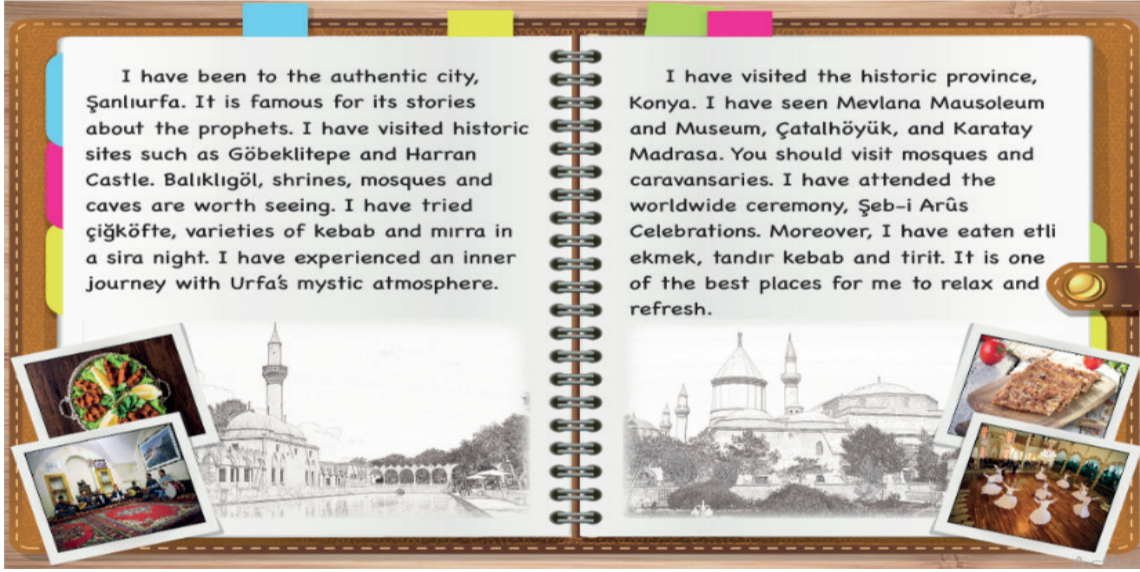 I have been to the authentic city,
Şanlıurfa. It is famous for its stories
about the prophets. I have visited historic
sites such as Göbeklitepe and Harran
Castle. Balıklıgöl, shrines, mosques and
caves are worth seeing. I have tried
çiğköfte, varieties of kebab and mırra in
a sira night. I have experienced an inner
journey with Urfa's mystic atmosphere.
I have visited the historic province,
Konya. I have seen Mevlana Mausoleum
and Museum, Çatalhöyük, and Karatay
Madrasa. You should visit mosques and
caravansaries. I have attended the
worldwide ceremony, Şeb-i Arûs
Celebrations. Moreover, I have eaten etli
ekmek, tandır kebab and tirit. It is one
of the best places for me to relax and
refresh.